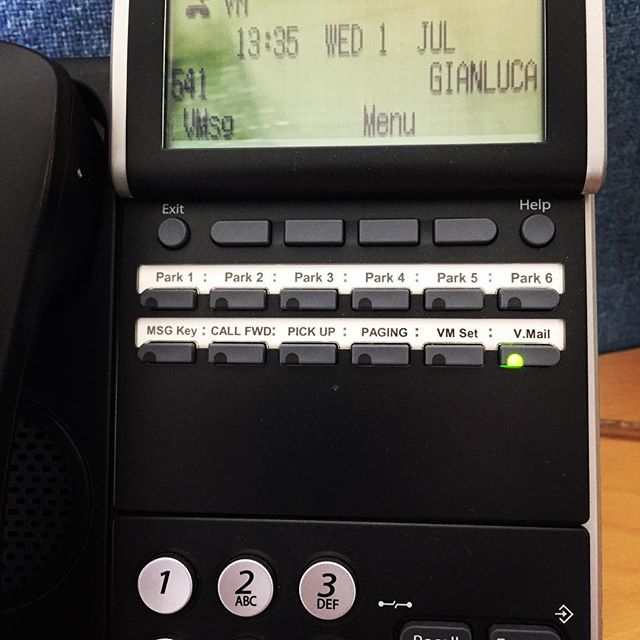 VM
13:35 WED 1 JUL
541 GIANLUCA
VMsg Menu
Exit Help
Park 1 : Park 2 : Park 3 : Park 4 : Park 5 : Park 6
MSG Key : CALL FWD: PICK UP : PAGING : VM Set : V.Mail
1 2 3
ABC DEF
Recall